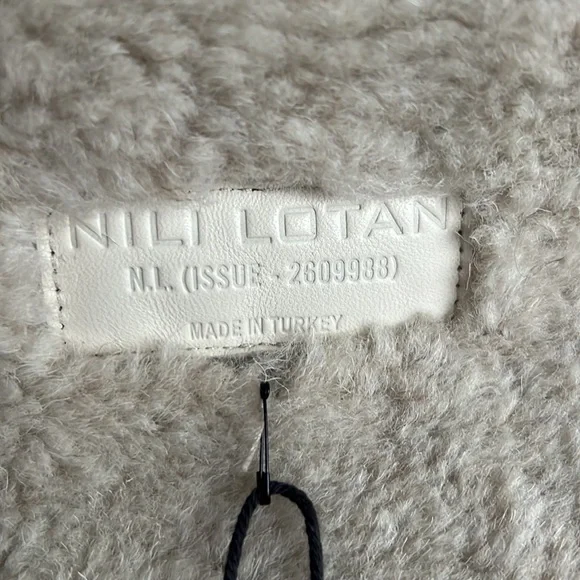 NILI LOTAN
N.L. (ISSUE - 2609988)
MADE IN TURKEY